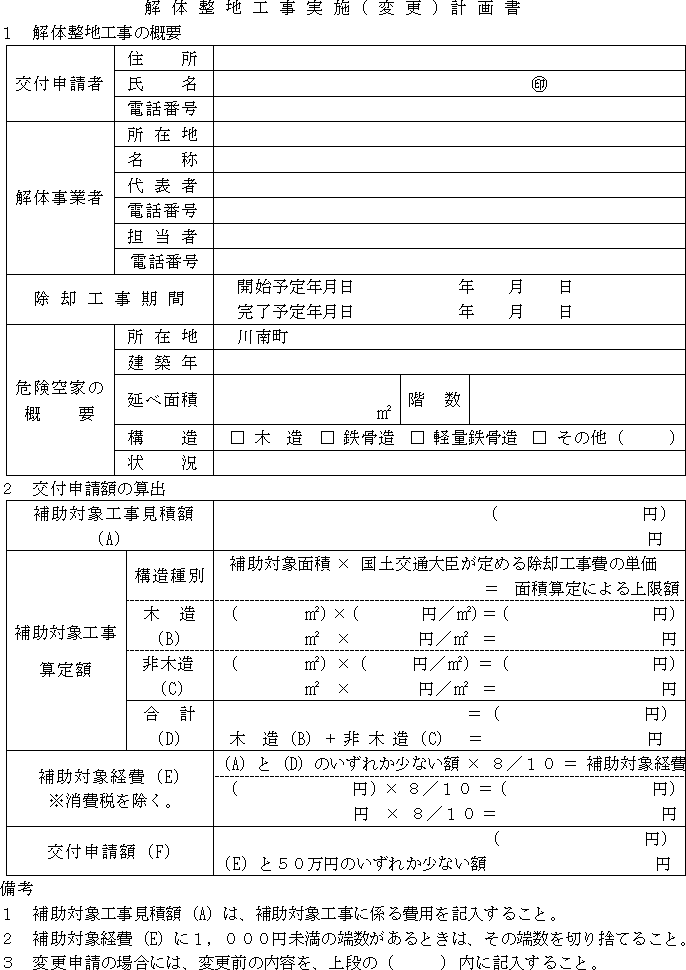 解 体 整 地 工 事 実 施 ( 変 更 ) 計 画 書
１　解体整地工事の概要
交付申請者
住　　所
氏　　名　㊞
電話番号
解体事業者
所 在 地
名　　称
代 表 者
電話番号
担 当 者
電話番号
除 却 工 事 期 間
開始予定年月日　　年　　月　　日
完了予定年月日　　年　　月　　日
危険空家の
概　　要
所 在 地　川南町
建 築 年
延べ面積　㎡　階　数
構　　造　□ 木　造　□ 鉄骨造　□ 軽量鉄骨造　□ その他（　　）
状　　況
２　交付申請額の算出
補助対象工事見積額
(A)
（　　　　円）
円
補助対象工事
算定額
構造種別
補助対象面積 × 国土交通大臣が定める除却工事費の単価
＝　面積算定による上限額
木　造
(B)
（　　　㎡）×（　　　円／㎡）＝（　　　　円）
㎡　×　　　円／㎡　＝　　　　円
非木造
(C)
（　　　㎡）×（　　　円／㎡）＝（　　　　円）
㎡　×　　　円／㎡　＝　　　　円
合　計
(D)
＝（　　　　円）
木　造 (B) ＋ 非 木 造 (C)　＝　　　　円
補助対象経費 (E)
※消費税を除く。
(A) と (D) のいずれか少ない額 × ８／１０ ＝ 補助対象経費
（　　　　円）× ８／１０ ＝（　　　　円）
円　× ８／１０ ＝　　　　円
交付申請額 (F)
（　　　　円）
(E) と５０万円のいずれか少ない額　　　　円
備考
１　補助対象工事見積額 (A) は、補助対象工事に係る費用を記入すること。
２　補助対象経費 (E) に１，０００円未満の端数があるときは、その端数を切り捨てること。
３　変更申請の場合には、変更前の内容を、上段の（　　　）内に記入すること。